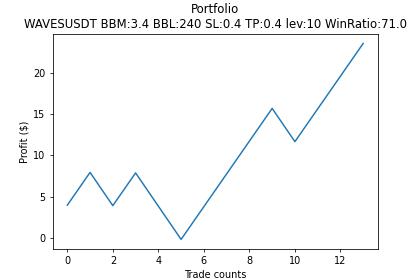 Portfolio
WAVESUSDT BBM:3.4 BBL:240 SL:0.4 TP:0.4 lev:10 WinRatio:71.0
Profit ($)
20
15
10
5
0
0 2 4 6 8 10 12
Trade counts